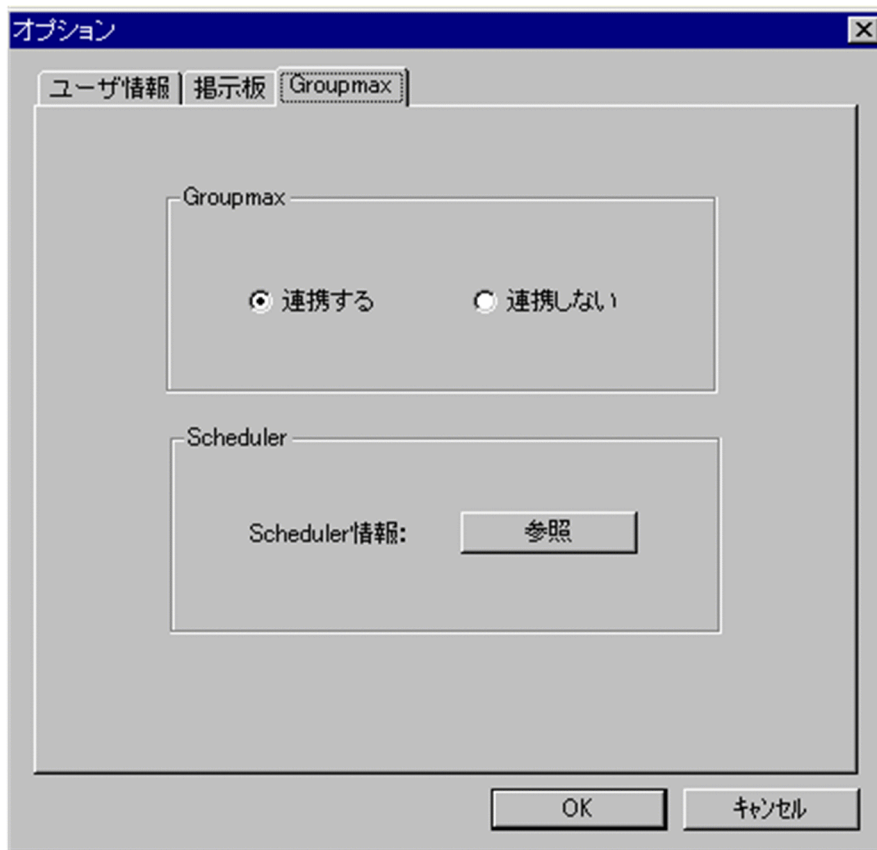 オプション
ユーザ情報 掲示板 Groupmax
Groupmax
連携する 連携しない
Scheduler
Scheduler情報: 参照
OK ｷｬﾝｾﾙ